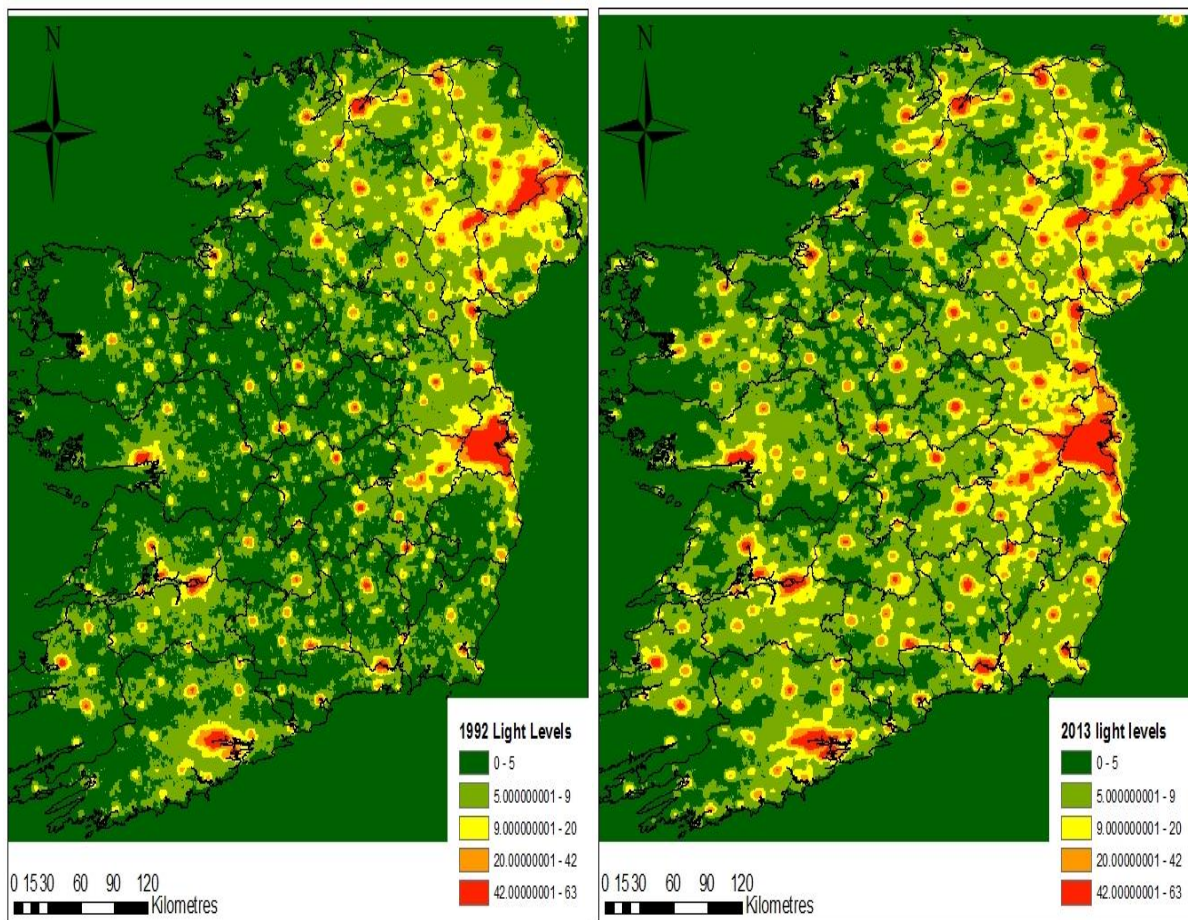 N
1992 Light Levels
0 - 5
5.000000001 - 9
9.000000001 - 20
20.00000001 - 42
42.00000001 - 63
0 15 30 60 90 120
Kilometres
N
2013 light levels
0 - 5
5.000000001 - 9
9.000000001 - 20
20.00000001 - 42
42.00000001 - 63
0 15 30 60 90 120
Kilometres